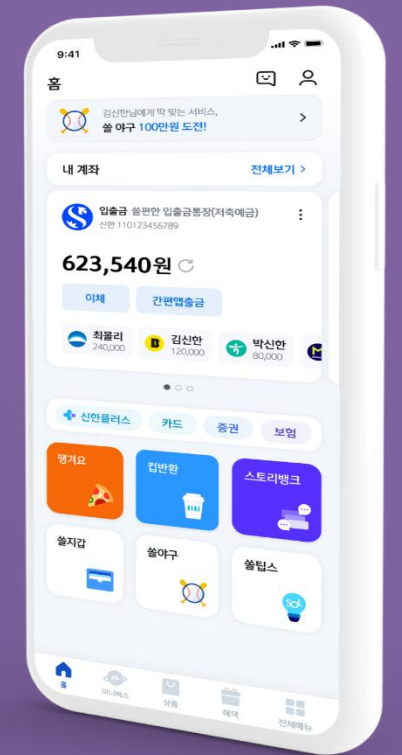 9:41
홈
김신한님에게 딱 맞는 서비스,
쏠 야구 100만원 도전!
내 계좌
전체보기 >
입출금 쏠편한 입출금통장(저축예금)
신한 110123456789
623,540원
이체
간편앱출금
최몰리
240,000
김신한
120,000
박신한
80,000
신한플러스
카드
증권
보험
땡겨요
컵반환
스토리뱅크
쏠지갑
쏠야구
쏠팁스
sol
홈
머니버스
상품
혜택
전체메뉴